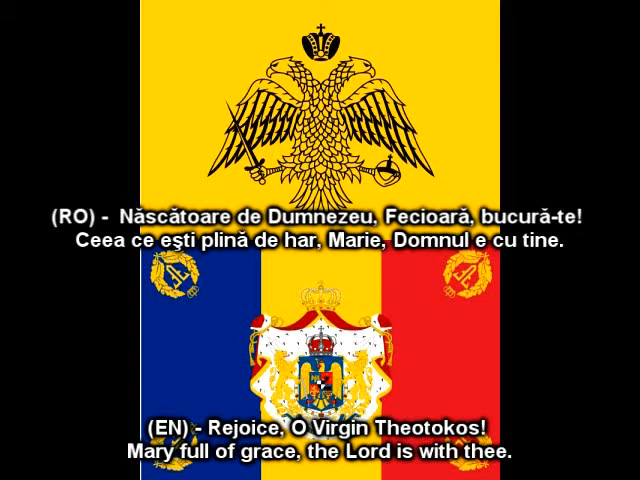 (RO) - Născătoare de Dumnezeu, Fecioară, bucură-te!
Ceea ce eşti plină de har, Marie, Domnul e cu tine.
(EN) - Rejoice, O Virgin Theotokos!
Mary full of grace, the Lord is with thee.